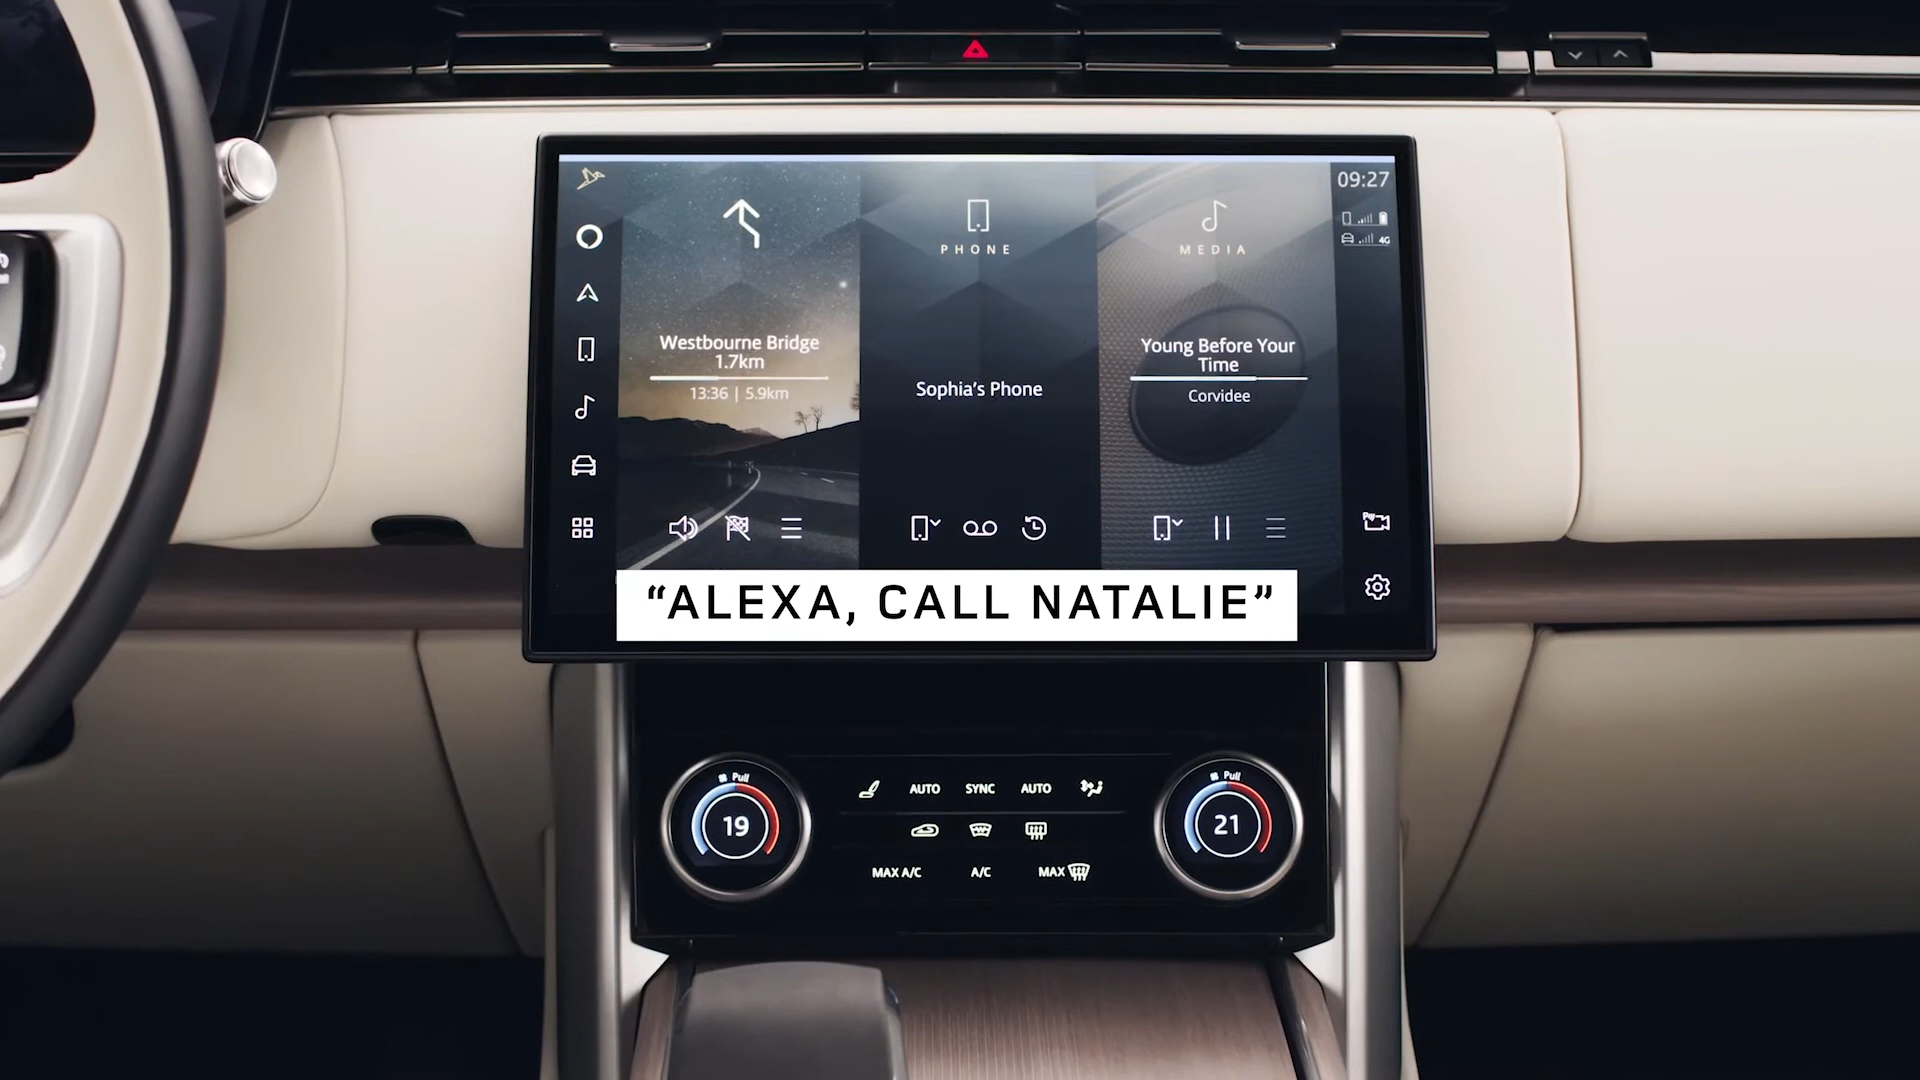 09:27
4G
PHONE
MEDIA
Westbourne Bridge
1.7km
13:36 | 5.9km
Sophia's Phone
Young Before Your
Time
Corvidee
“ALEXA, CALL NATALIE”
Pull
19
AUTO SYNC AUTO
MAX A/C A/C MAX
Pull
21